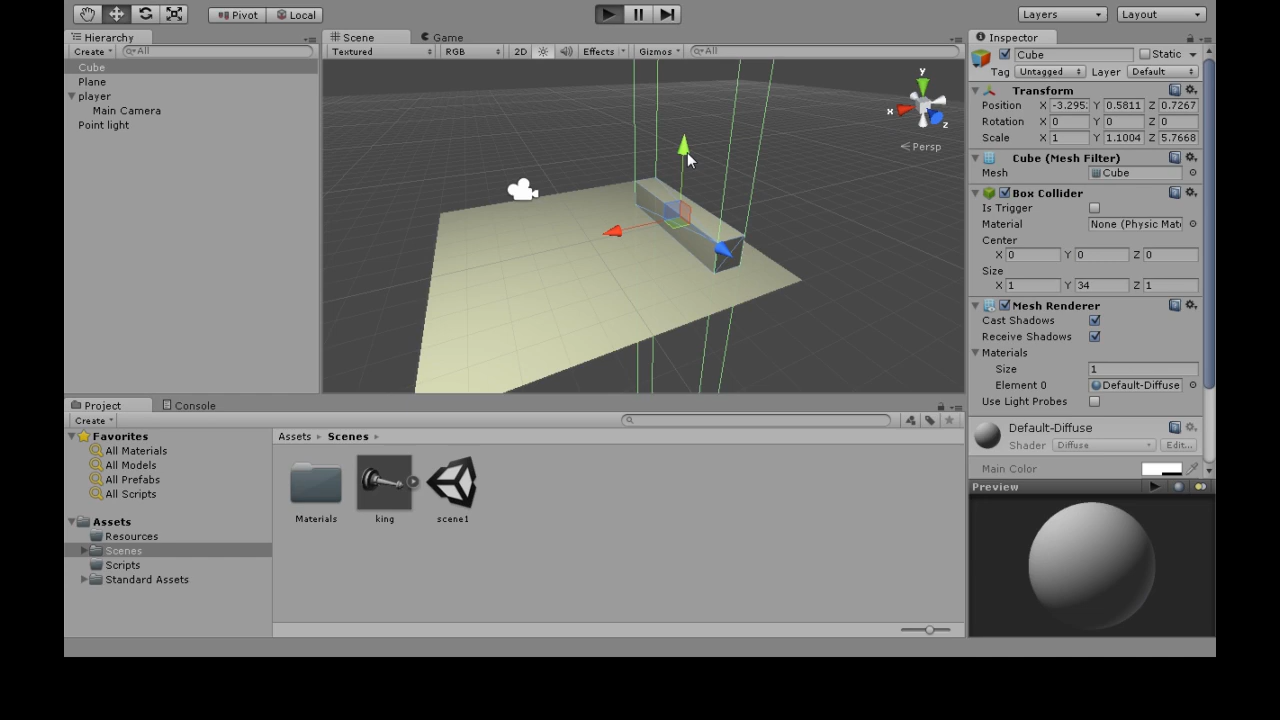 Pivot Local Layers Layout
Hierarchy
Create All
Cube
Plane
player
Main Camera
Point light
Scene Game
Textured RGB 2D Effects Gizmos All
y
x
z
Persp
Inspector
Cube Static
Tag Untagged Layer Default
Transform
Position X -3.295 Y 0.5811 Z 0.7267
Rotation X 0 Y 0 Z 0
Scale X 1 Y 1.1004 Z 5.7668
Cube (Mesh Filter)
Mesh Cube
Box Collider
Is Trigger
Material None (Physic Mat
Center
X 0 Y 0 Z 0
Size
X 1 Y 34 Z 1
Mesh Renderer
Cast Shadows
Receive Shadows
Materials
Size 1
Element 0 Default-Diffuse
Use Light Probes
Default-Diffuse
Shader Diffuse Edit...
Main Color
Preview
Project Console
Create
Favorites
All Materials
All Models
All Prefabs
All Scripts
Assets
Resources
Scenes
Scripts
Standard Assets
Assets Scenes
Materials king scene1